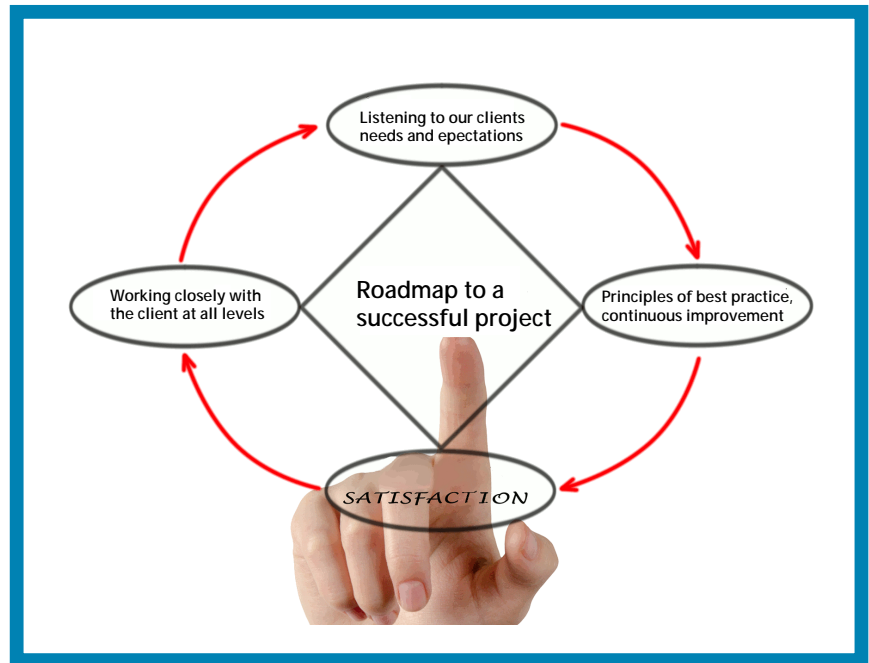 Listening to our clients
needs and epectations
Working closely with
the client at all levels
Roadmap to a
successful project
Principles of best practice,
continuous improvement
SATISFACTION